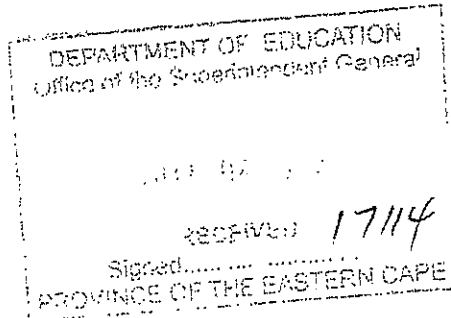 DEPARTMENT OF EDUCATION
Office of the Superintendent General
RECEIVED 17/14
Signed...... .... ............. . .
PROVINCE OF THE EASTERN CAPE